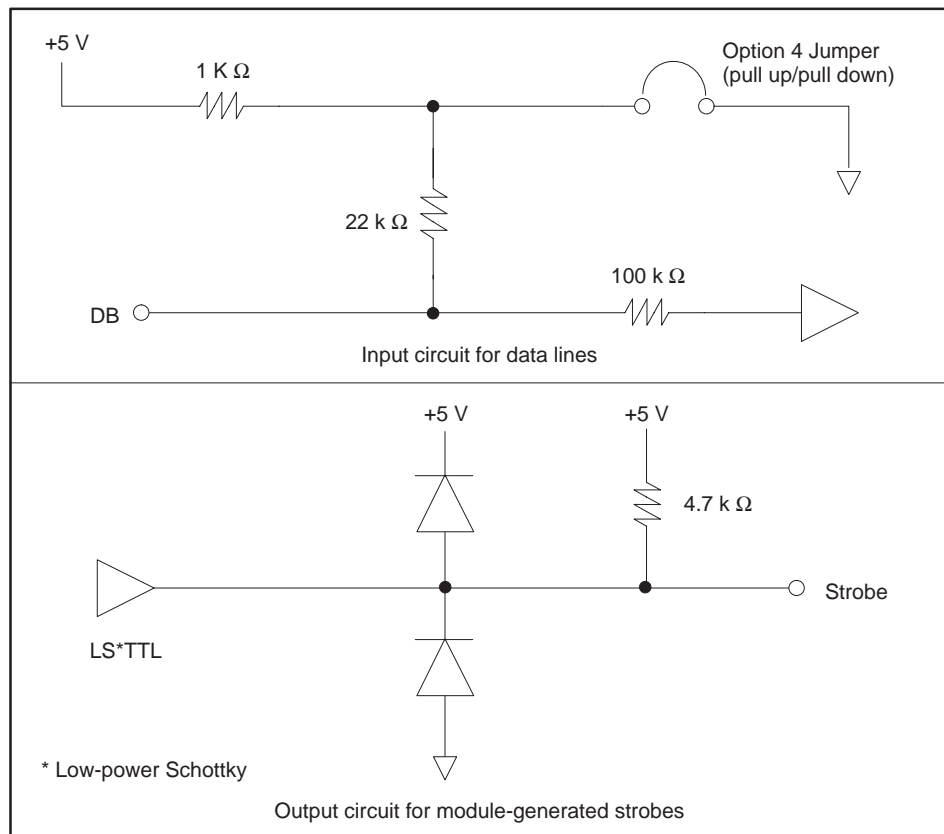 +5 V
1 K Ω
Option 4 Jumper
(pull up/pull down)
22 k Ω
100 k Ω
DB
Input circuit for data lines
+5 V
+5 V
4.7 k Ω
Strobe
LS*TTL
* Low-power Schottky
Output circuit for module-generated strobes